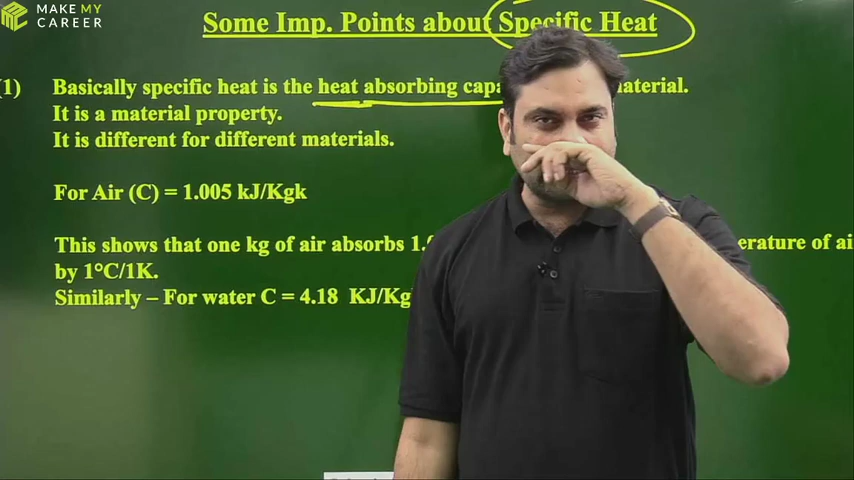 MAKE MY
CAREER
Some Imp. Points about Specific Heat
(1) Basically specific heat is the heat absorbing capa aterial.
It is a material property.
It is different for different materials.
For Air (C) = 1.005 kJ/Kgk
This shows that one kg of air absorbs 1. erature of ai
by 1°C/1K.
Similarly – For water C = 4.18 KJ/Kg